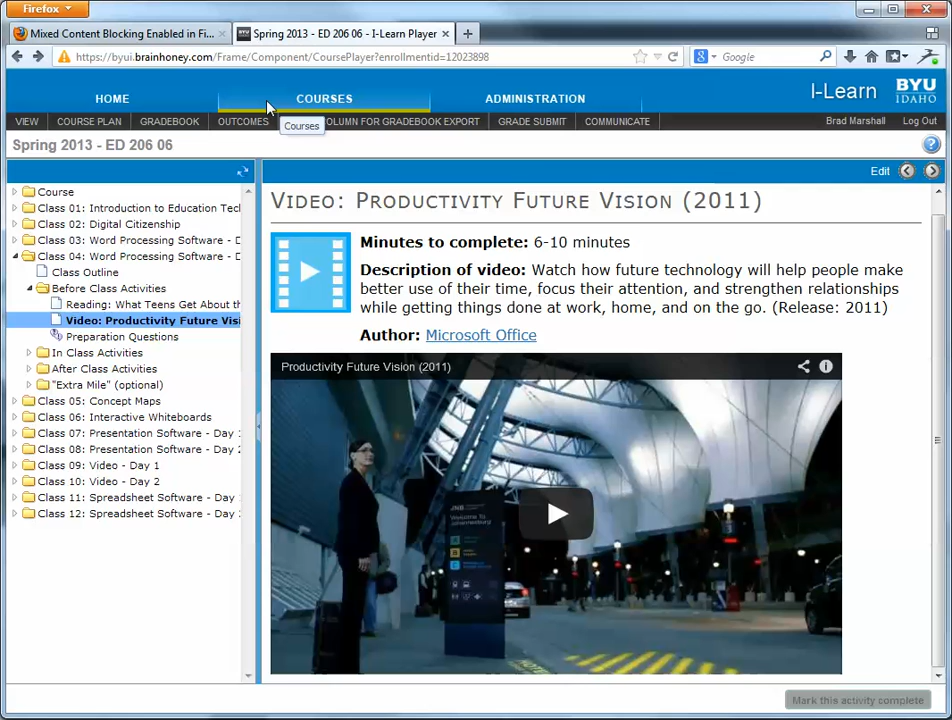 Firefox
Mixed Content Blocking Enabled in Fi...
Spring 2013 - ED 206 06 - I-Learn Player
https://byui.brainhoney.com/Frame/Component/CoursePlayer?enrollmentid=12023898
Google
HOME
COURSES
ADMINISTRATION
I-Learn
BYU
IDAHO
VIEW
COURSE PLAN
GRADEBOOK
OUTCOMES
Courses
OLUMN FOR GRADEBOOK EXPORT
GRADE SUBMIT
COMMUNICATE
Brad Marshall
Log Out
Spring 2013 - ED 206 06
Edit
Course
Class 01: Introduction to Education Tecl
Class 02: Digital Citizenship
Class 03: Word Processing Software - D
Class 04: Word Processing Software - D
Class Outline
Before Class Activities
Reading: What Teens Get About th
Video: Productivity Future Visi
Preparation Questions
In Class Activities
After Class Activities
"Extra Mile" (optional)
Class 05: Concept Maps
Class 06: Interactive Whiteboards
Class 07: Presentation Software - Day 1
Class 08: Presentation Software - Day 2
Class 09: Video - Day 1
Class 10: Video - Day 2
Class 11: Spreadsheet Software - Day
Class 12: Spreadsheet Software - Day
VIDEO: PRODUCTIVITY FUTURE VISION (2011)
Minutes to complete: 6-10 minutes
Description of video: Watch how future technology will help people make
better use of their time, focus their attention, and strengthen relationships
while getting things done at work, home, and on the go. (Release: 2011)
Author: Microsoft Office
Productivity Future Vision (2011)
JNB
Welcome to
Johannesburg
A
B
C
Mark this activity complete